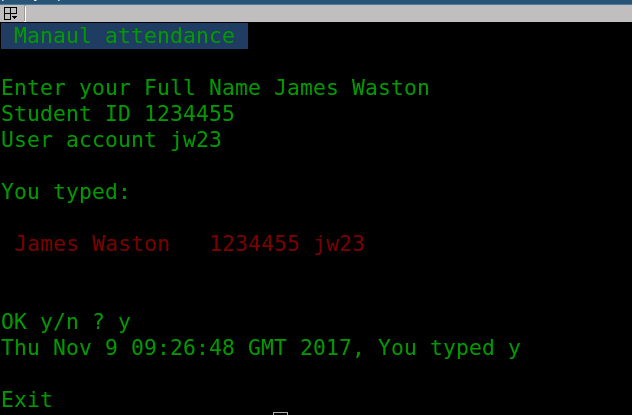 Manaul attendance
Enter your Full Name James Waston
Student ID 1234455
User account jw23
You typed:
James Waston   1234455 jw23
OK y/n ? y
Thu Nov 9 09:26:48 GMT 2017, You typed y
Exit